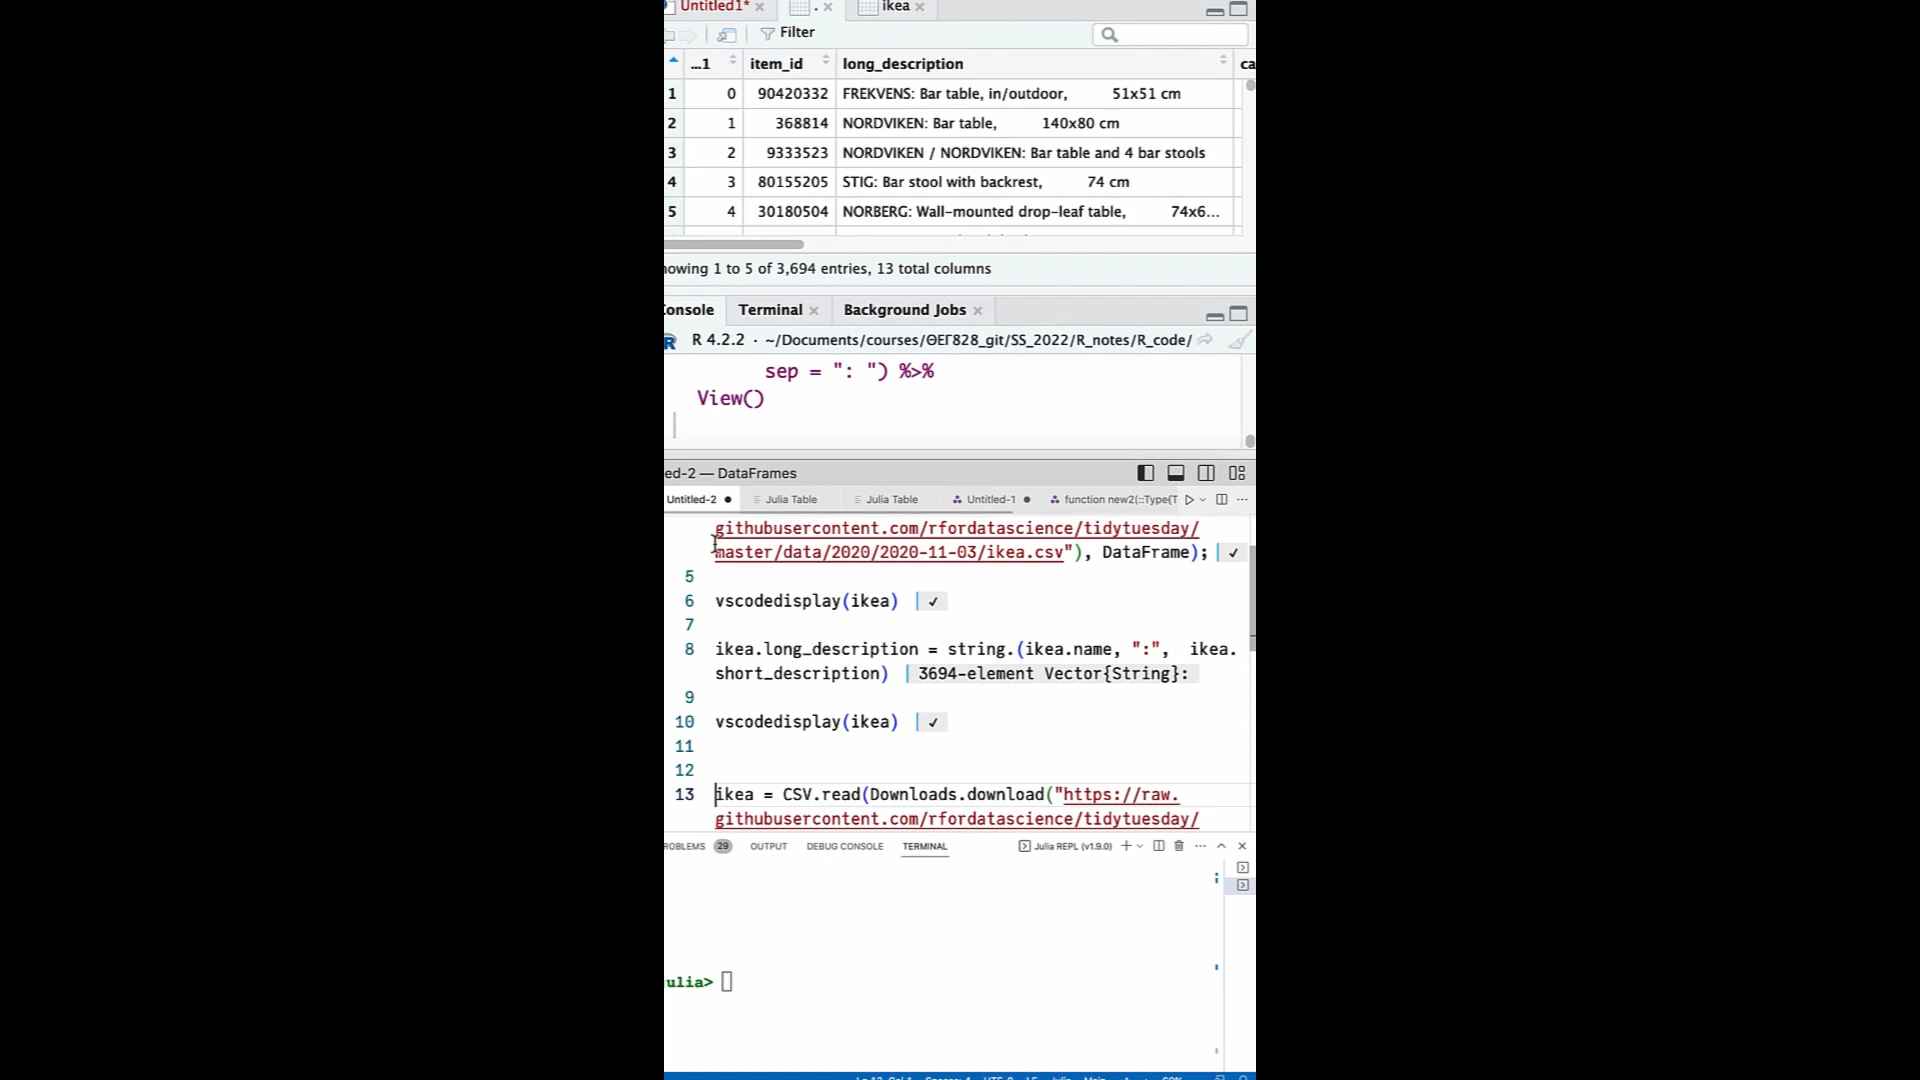 Untitled1*
.
ikea
Filter
...1 item_id long_description ca
1 0 90420332 FREKVENS: Bar table, in/outdoor, 51x51 cm
2 1 368814 NORDVIKEN: Bar table, 140x80 cm
3 2 9333523 NORDVIKEN / NORDVIKEN: Bar table and 4 bar stools
4 3 80155205 STIG: Bar stool with backrest, 74 cm
5 4 30180504 NORBERG: Wall-mounted drop-leaf table, 74x6...
owing 1 to 5 of 3,694 entries, 13 total columns
onsole Terminal Background Jobs
R 4.2.2 · ~/Documents/courses/ΘΕΓ828_git/SS_2022/R_notes/R_code/
sep = ": ") %>%
View()
ed-2 — DataFrames
Untitled-2 Julia Table Julia Table Untitled-1 function new2(::Type{T
githubusercontent.com/rfordatascience/tidytuesday/
master/data/2020/2020-11-03/ikea.csv"), DataFrame); ✓
5
6 vscodedisplay(ikea) ✓
7
8 ikea.long_description = string.(ikea.name, ":", ikea.
short_description) 3694-element Vector{String}:
9
10 vscodedisplay(ikea) ✓
11
12
13 ikea = CSV.read(Downloads.download("https://raw.
githubusercontent.com/rfordatascience/tidytuesday/
ROBLEMS 29 OUTPUT DEBUG CONSOLE TERMINAL Julia REPL (v1.9.0)
ulia>